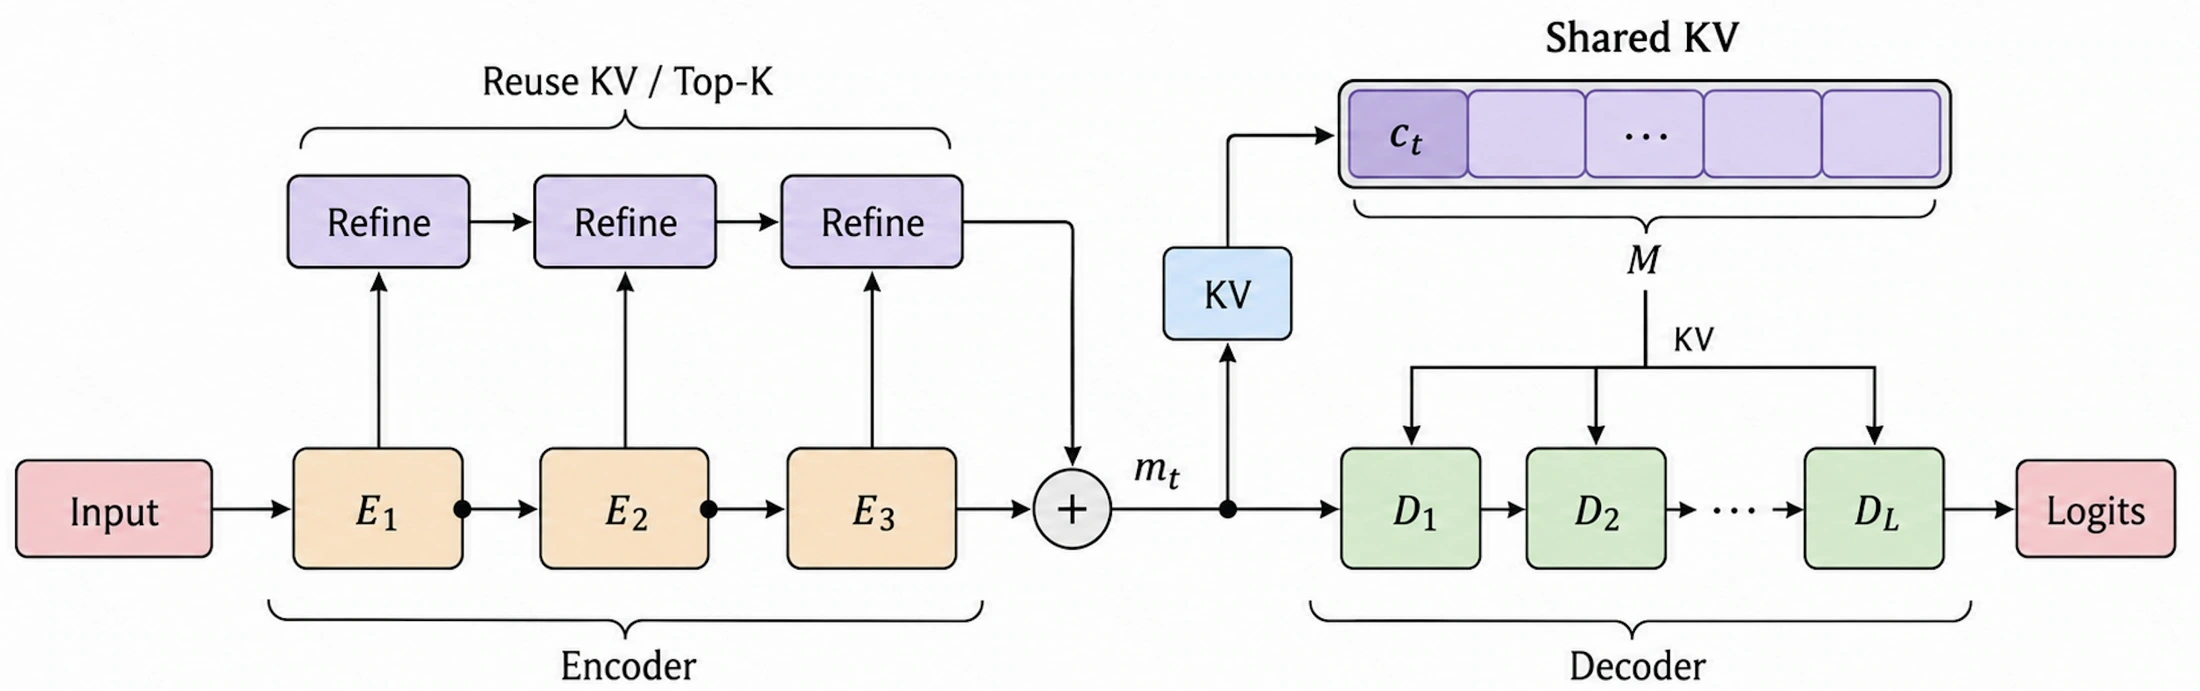 Shared KV
Reuse KV / Top-K
c_t ...
Refine Refine Refine
M
KV
KV
m_t
Input E_1 E_2 E_3 + D_1 D_2 ... D_L Logits
Encoder Decoder